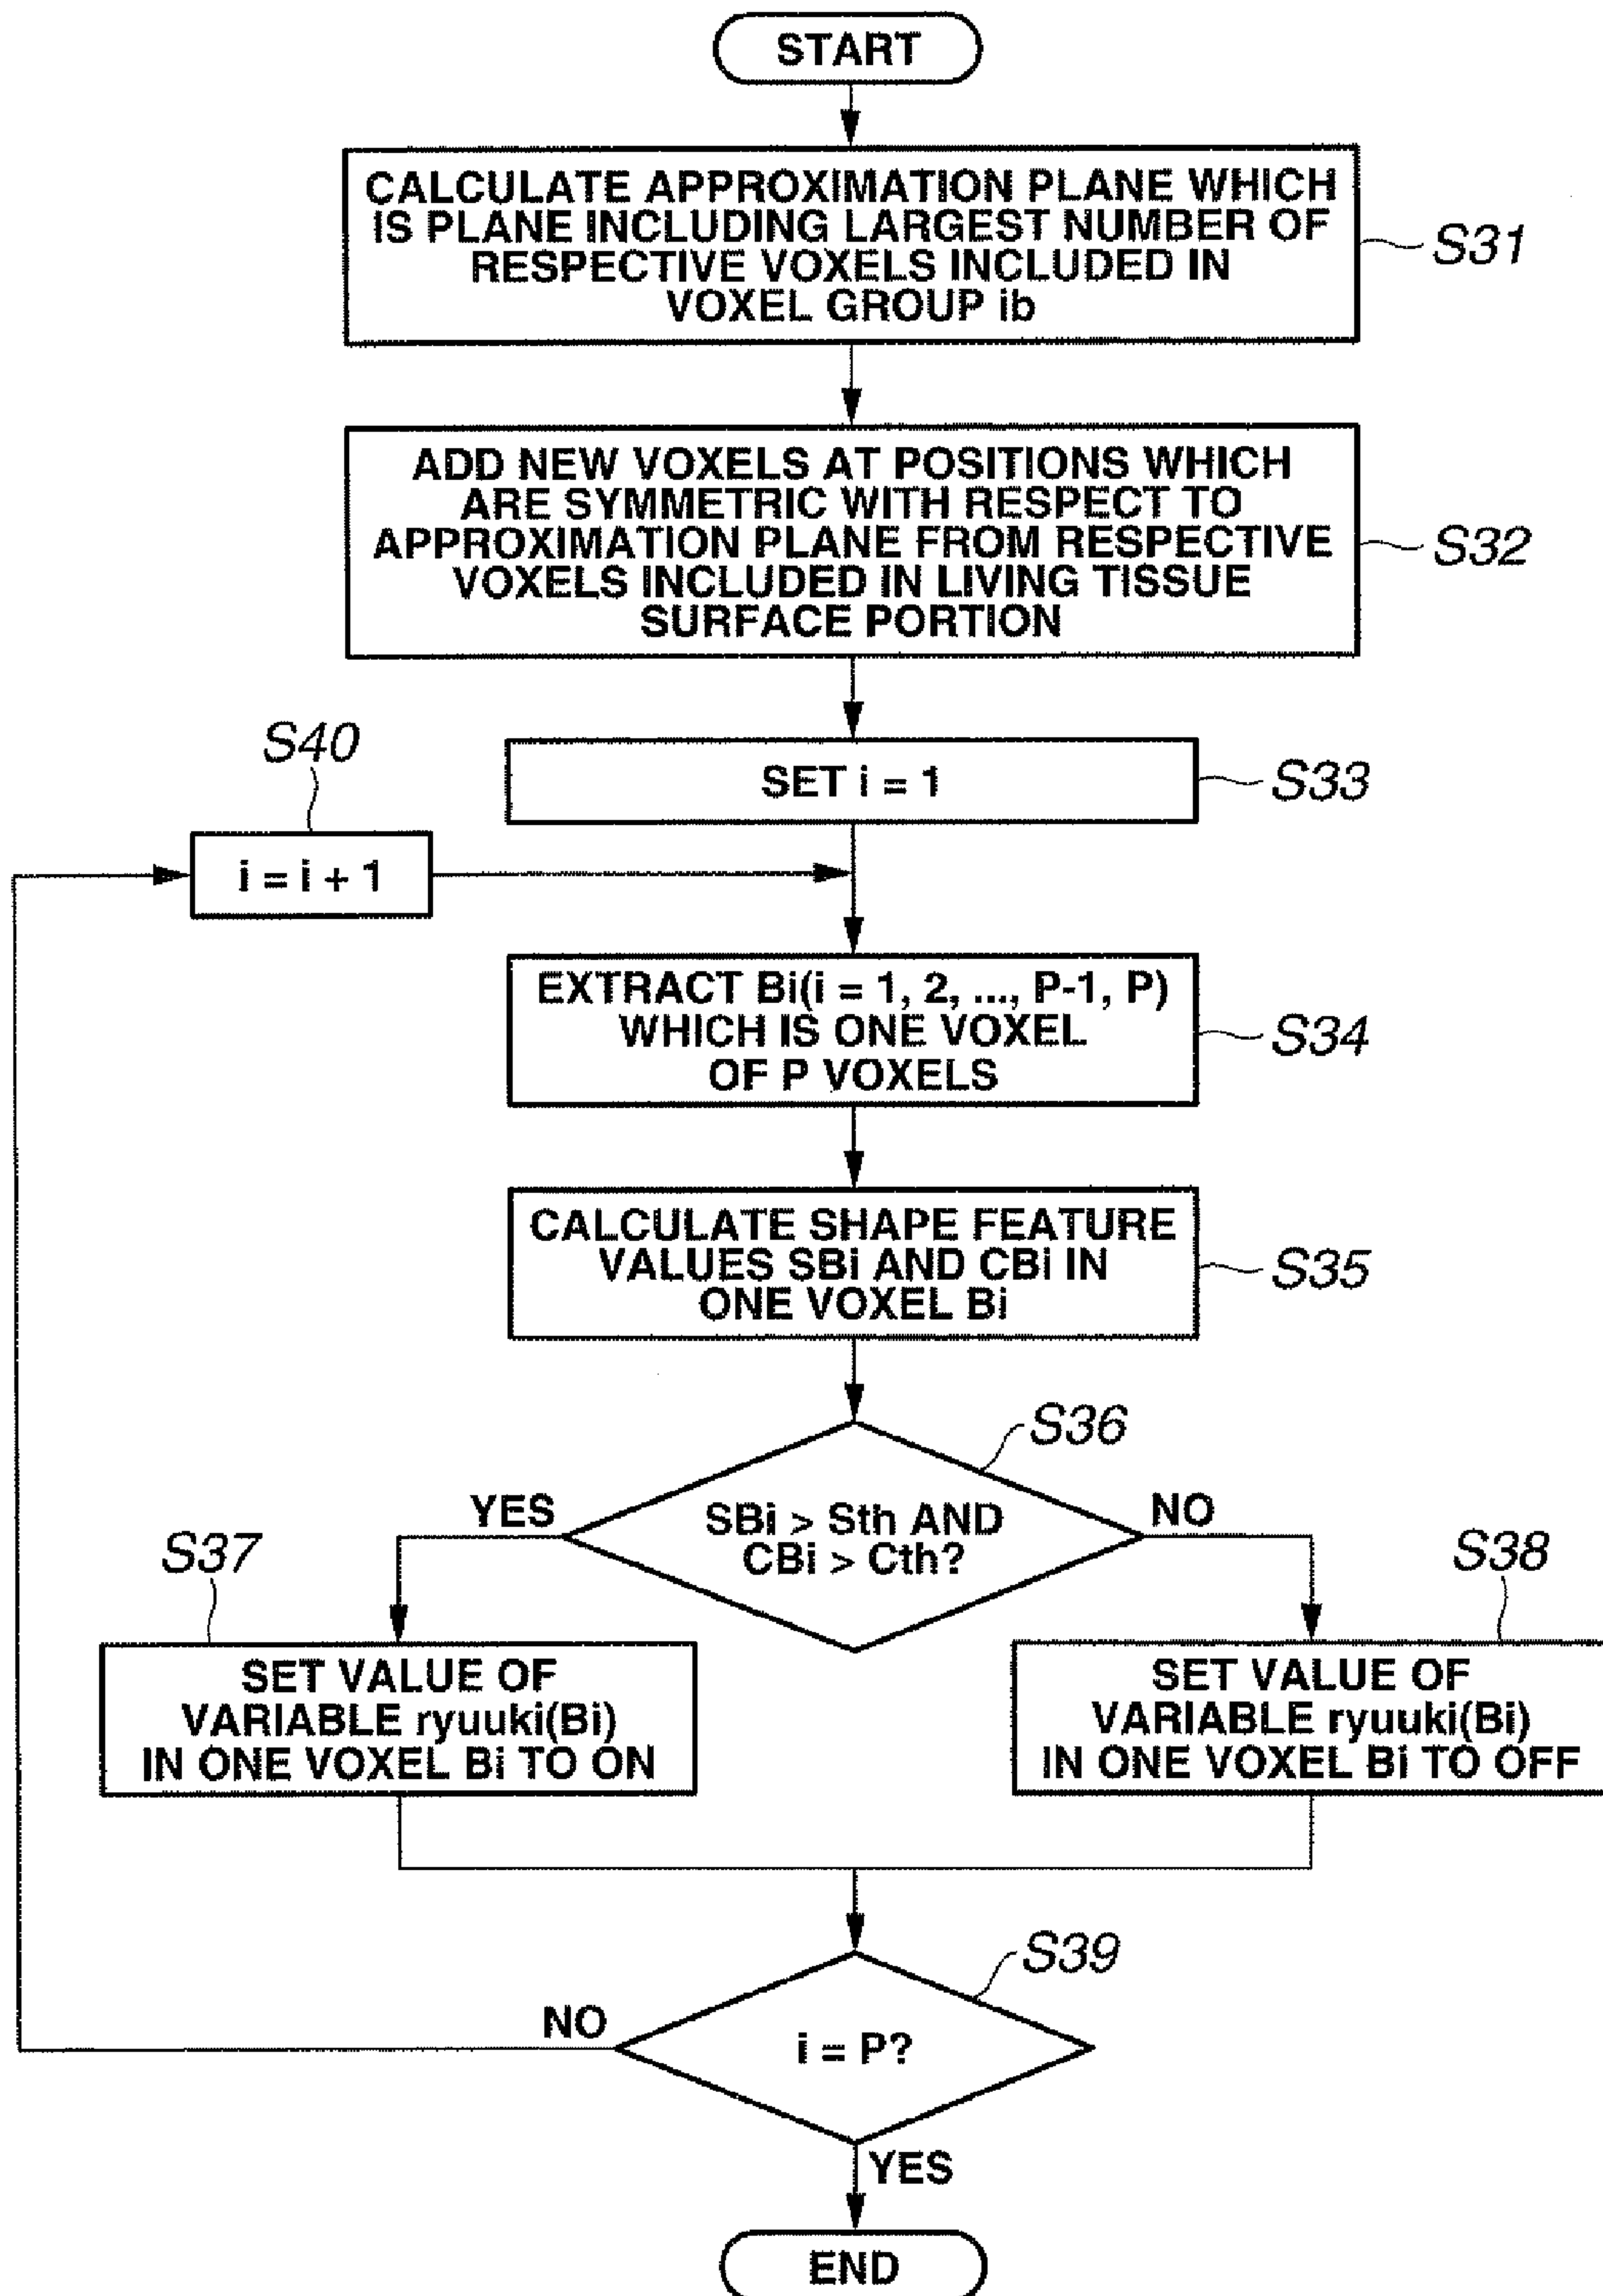 START
CALCULATE APPROXIMATION PLANE WHICH
IS PLANE INCLUDING LARGEST NUMBER OF
RESPECTIVE VOXELS INCLUDED IN
VOXEL GROUP ib
S31
ADD NEW VOXELS AT POSITIONS WHICH
ARE SYMMETRIC WITH RESPECT TO
APPROXIMATION PLANE FROM RESPECTIVE
VOXELS INCLUDED IN LIVING TISSUE
SURFACE PORTION
S32
SET i = 1
S33
S40
i = i + 1
EXTRACT Bi(i = 1, 2, ..., P-1, P)
WHICH IS ONE VOXEL
OF P VOXELS
S34
CALCULATE SHAPE FEATURE
VALUES SBi AND CBi IN
ONE VOXEL Bi
S35
S36
SBi > Sth AND
CBi > Cth?
YES
NO
S37
SET VALUE OF
VARIABLE ryuuki(Bi)
IN ONE VOXEL Bi TO ON
S38
SET VALUE OF
VARIABLE ryuuki(Bi)
IN ONE VOXEL Bi TO OFF
S39
i = P?
NO
YES
END